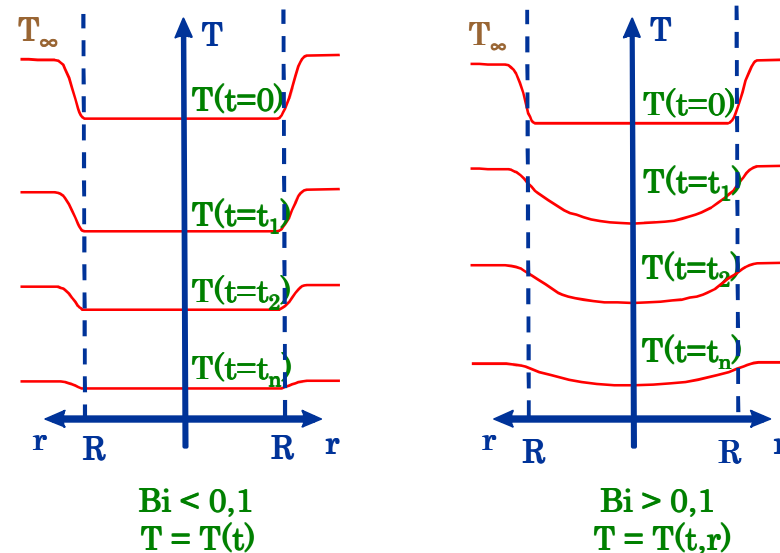 T∞
T
T(t=0)
T(t=t₁)
T(t=t₂)
T(t=tₙ)
r
R
R
r
Bi < 0,1
T = T(t)
T∞
T
T(t=0)
T(t=t₁)
T(t=t₂)
T(t=tₙ)
r
R
R
r
Bi > 0,1
T = T(t,r)